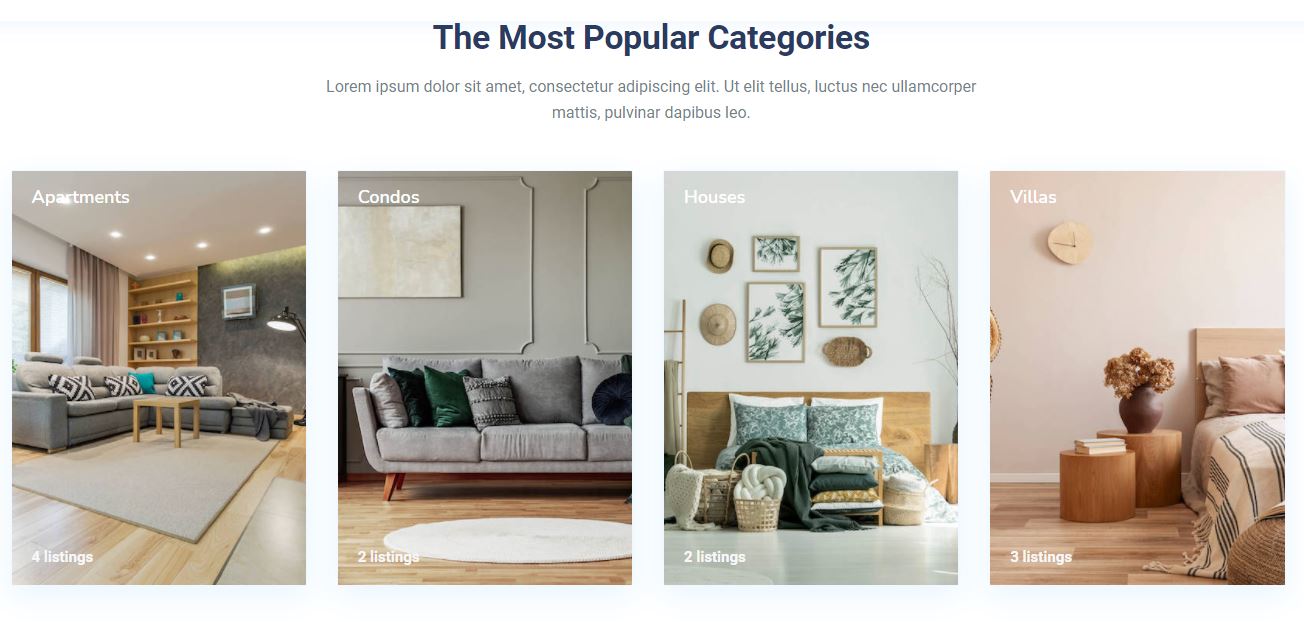 The Most Popular Categories
Lorem ipsum dolor sit amet, consectetur adipiscing elit. Ut elit tellus, luctus nec ullamcorper
mattis, pulvinar dapibus leo.
Apartments
4 listings
Condos
2 listings
Houses
2 listings
Villas
3 listings